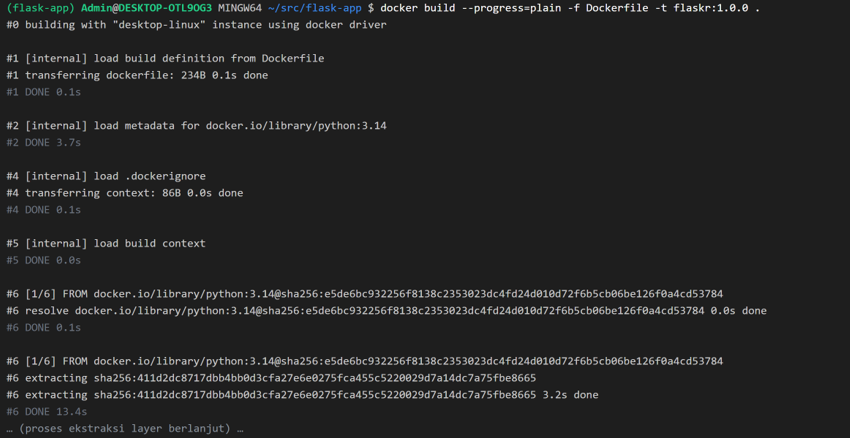 (flask-app) Admin@DESKTOP-OTL9OG3 MINGW64 ~/src/flask-app $ docker build --progress=plain -f Dockerfile -t flaskr:1.0.0 .
#0 building with "desktop-linux" instance using docker driver
#1 [internal] load build definition from Dockerfile
#1 transferring dockerfile: 234B 0.1s done
#1 DONE 0.1s
#2 [internal] load metadata for docker.io/library/python:3.14
#2 DONE 3.7s
#4 [internal] load .dockerignore
#4 transferring context: 86B 0.0s done
#4 DONE 0.1s
#5 [internal] load build context
#5 DONE 0.0s
#6 [1/6] FROM docker.io/library/python:3.14@sha256:e5de6bc932256f8138c2353023dc4fd24d010d72f6b5cb06be126f0a4cd53784
#6 resolve docker.io/library/python:3.14@sha256:e5de6bc932256f8138c2353023dc4fd24d010d72f6b5cb06be126f0a4cd53784 0.0s done
#6 DONE 0.1s
#6 [1/6] FROM docker.io/library/python:3.14@sha256:e5de6bc932256f8138c2353023dc4fd24d010d72f6b5cb06be126f0a4cd53784
#6 extracting sha256:411d2dc8717dbb4bb0d3cfa27e6e0275fca455c5220029d7a14dc7a75fbe8665
#6 extracting sha256:411d2dc8717dbb4bb0d3cfa27e6e0275fca455c5220029d7a14dc7a75fbe8665 3.2s done
#6 DONE 13.4s
… (proses ekstraksi layer berlanjut) …